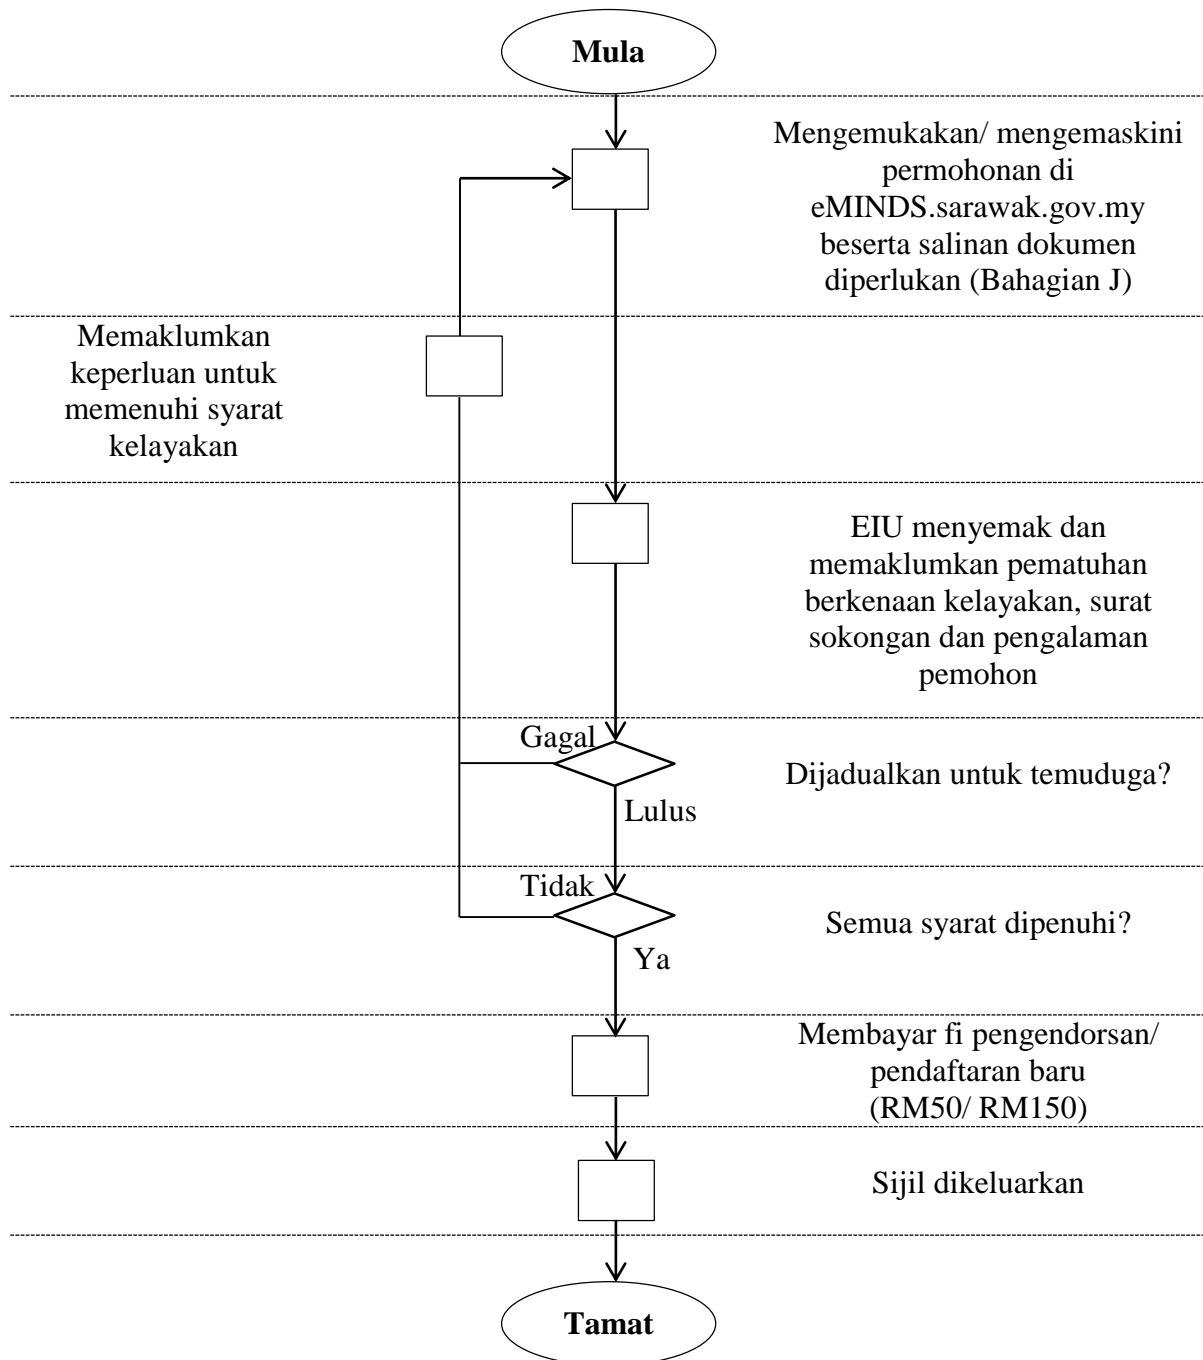 Mula
Mengemukakan/ mengemaskini
permohonan di
eMINDS.sarawak.gov.my
beserta salinan dokumen
diperlukan (Bahagian J)
Memaklumkan
keperluan untuk
memenuhi syarat
kelayakan
EIU menyemak dan
memaklumkan pematuhan
berkenaan kelayakan, surat
sokongan dan pengalaman
pemohon
Gagal
Dijadualkan untuk temuduga?
Lulus
Tidak
Semua syarat dipenuhi?
Ya
Membayar fi pengendorsan/
pendaftaran baru
(RM50/ RM150)
Sijil dikeluarkan
Tamat